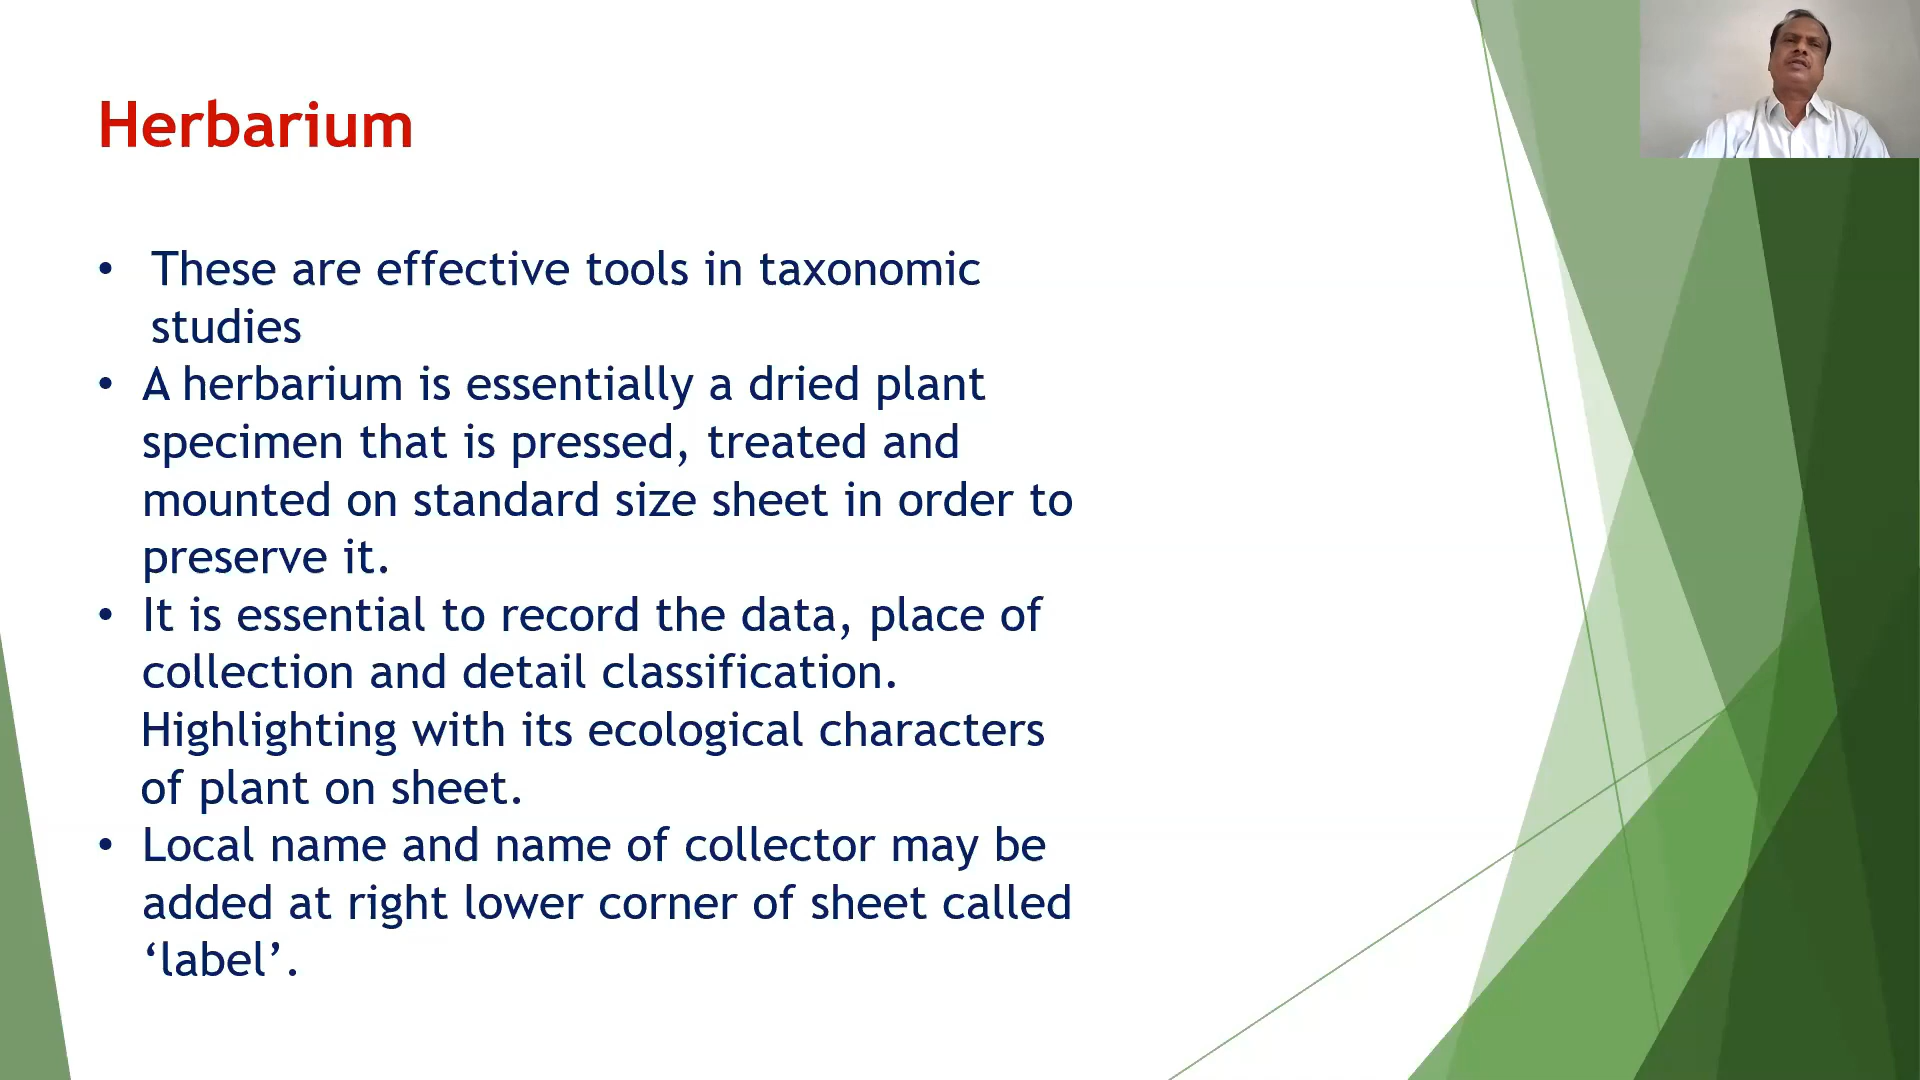 Herbarium
• These are effective tools in taxonomic
studies
• A herbarium is essentially a dried plant
specimen that is pressed, treated and
mounted on standard size sheet in order to
preserve it.
• It is essential to record the data, place of
collection and detail classification.
Highlighting with its ecological characters
of plant on sheet.
• Local name and name of collector may be
added at right lower corner of sheet called
‘label’.